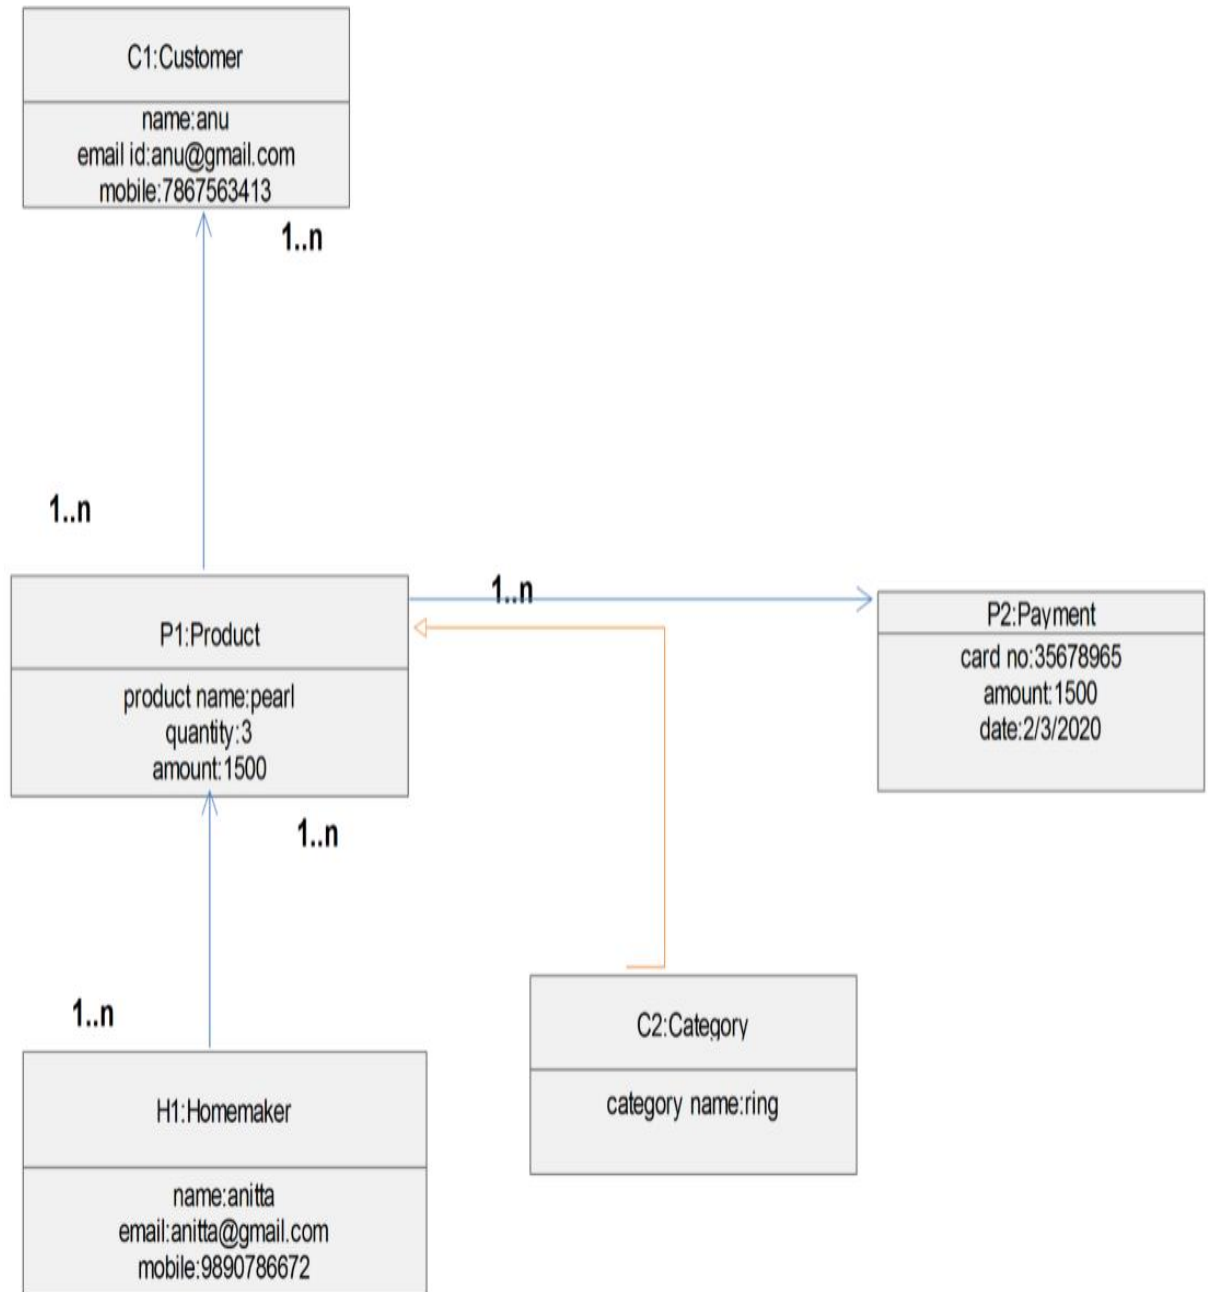 C1:Customer
name:anu
email id:anu@gmail.com
mobile:7867563413
1..n
1..n
P1:Product
product name:pearl
quantity:3
amount:1500
1..n
P2:Payment
card no:35678965
amount:1500
date:2/3/2020
1..n
1..n
C2:Category
category name:ring
H1:Homemaker
name:anitta
email:anitta@gmail.com
mobile:9890786672